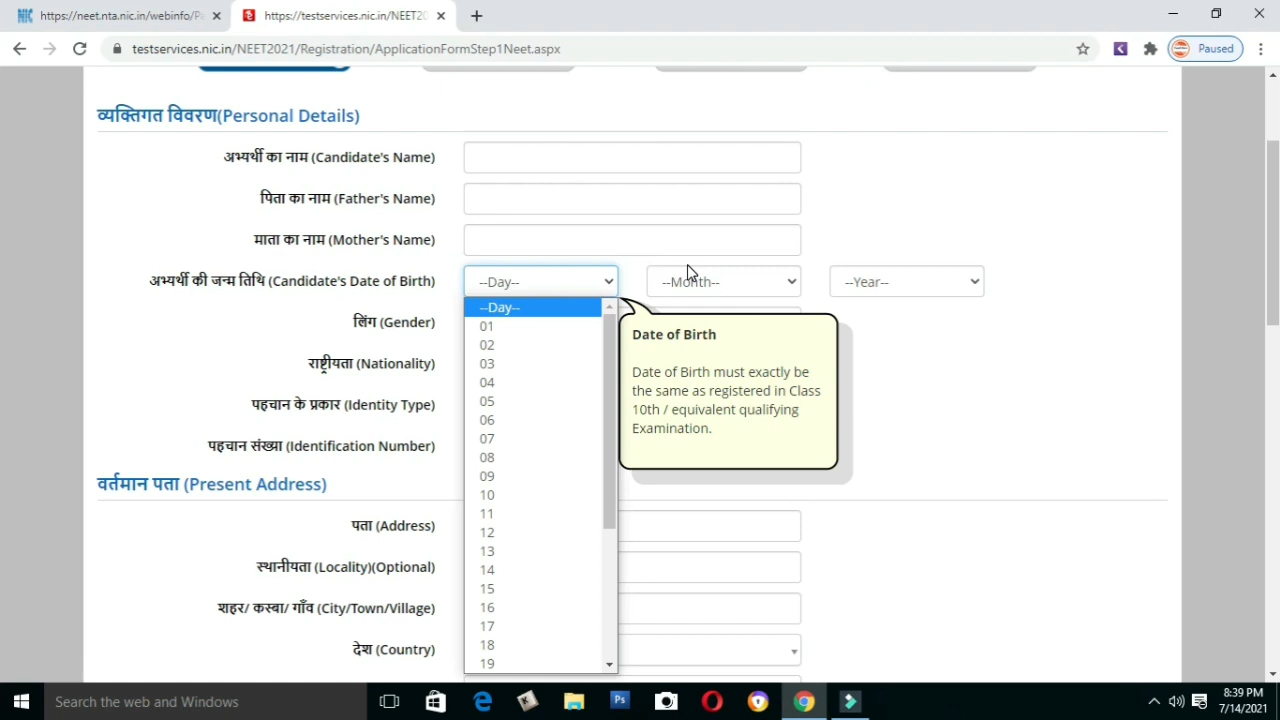 https://neet.nta.nic.in/webinfo/Pa
https://testservices.nic.in/NEET20
testservices.nic.in/NEET2021/Registration/ApplicationFormStep1Neet.aspx
Paused
व्यक्तिगत विवरण(Personal Details)
अभ्यर्थी का नाम (Candidate's Name)
पिता का नाम (Father's Name)
माता का नाम (Mother's Name)
अभ्यर्थी की जन्म तिथि (Candidate's Date of Birth)
--Day--
--Month--
--Year--
--Day--
01
02
03
04
05
06
07
08
09
10
11
12
13
14
15
16
17
18
19
Date of Birth
Date of Birth must exactly be
the same as registered in Class
10th / equivalent qualifying
Examination.
लिंग (Gender)
राष्ट्रीयता (Nationality)
पहचान के प्रकार (Identity Type)
पहचान संख्या (Identification Number)
वर्तमान पता (Present Address)
पता (Address)
स्थानीयता (Locality)(Optional)
शहर/ कस्बा/ गाँव (City/Town/Village)
देश (Country)
Search the web and Windows
Ps
8:39 PM
7/14/2021